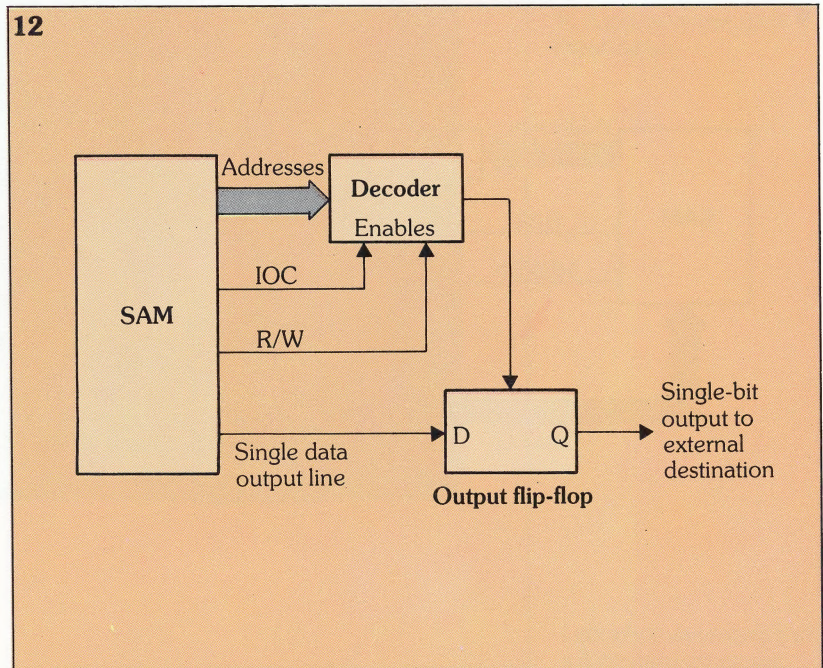 12
Addresses
Decoder
Enables
IOC
SAM
R/W
Single data
output line
D
Q
Output flip-flop
Single-bit
output to
external
destination